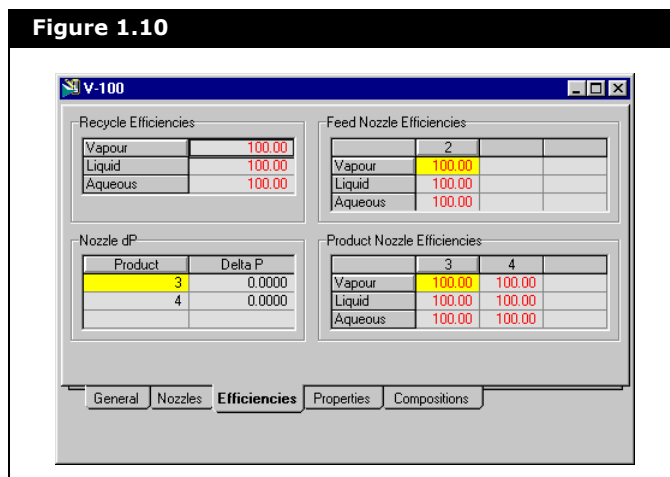 Figure 1.10
V-100
Recycle Efficiencies
Vapour 100.00
Liquid 100.00
Aqueous 100.00
Feed Nozzle Efficiencies
2
Vapour 100.00
Liquid 100.00
Aqueous 100.00
Nozzle dP
Product Delta P
3 0.0000
4 0.0000
Product Nozzle Efficiencies
3 4
Vapour 100.00 100.00
Liquid 100.00 100.00
Aqueous 100.00 100.00
General Nozzles Efficiencies Properties Compositions